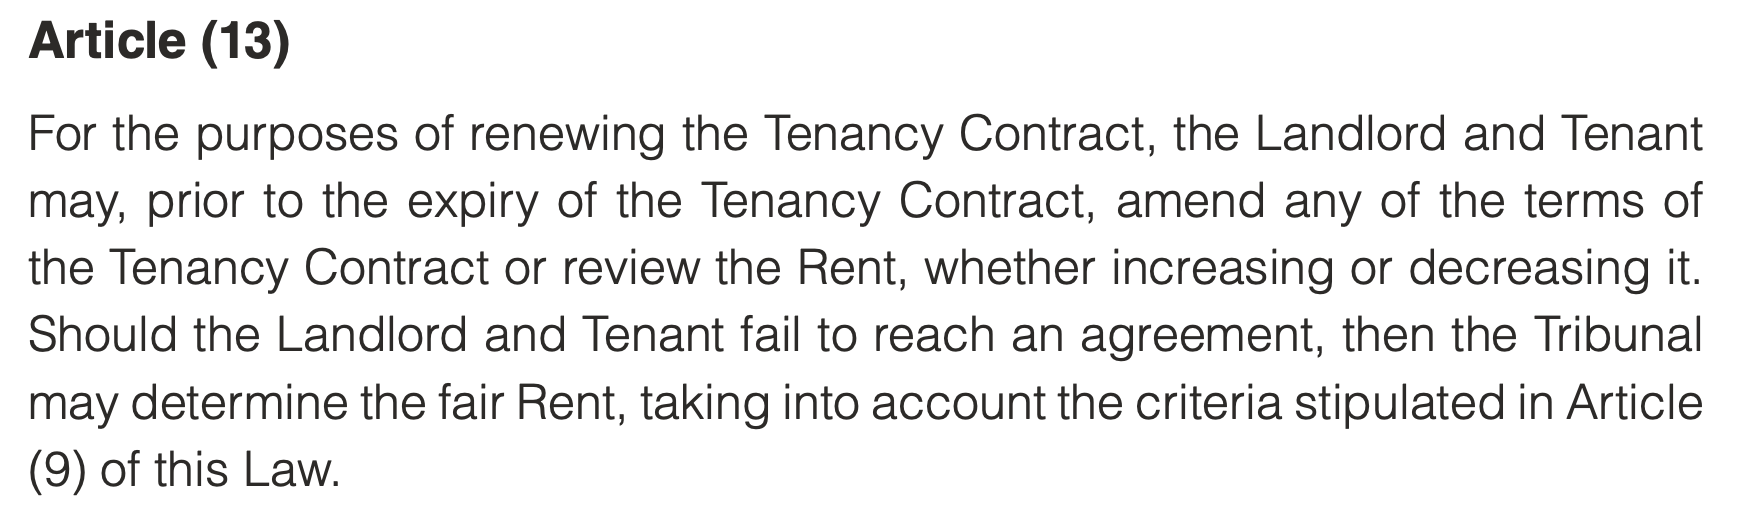 Article (13)
For the purposes of renewing the Tenancy Contract, the Landlord and Tenant
may, prior to the expiry of the Tenancy Contract, amend any of the terms of
the Tenancy Contract or review the Rent, whether increasing or decreasing it.
Should the Landlord and Tenant fail to reach an agreement, then the Tribunal
may determine the fair Rent, taking into account the criteria stipulated in Article
(9) of this Law.